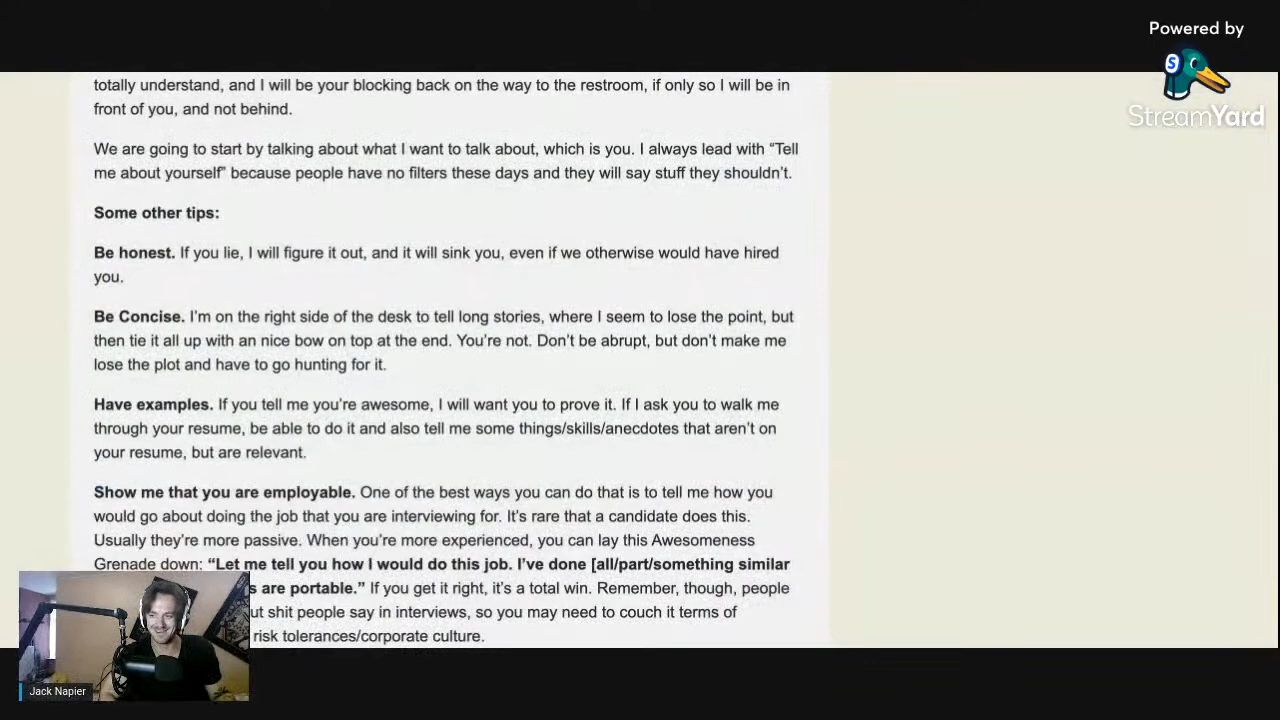 Powered by
S
StreamYard
totally understand, and I will be your blocking back on the way to the restroom, if only so I will be in
front of you, and not behind.
We are going to start by talking about what I want to talk about, which is you. I always lead with “Tell
me about yourself” because people have no filters these days and they will say stuff they shouldn’t.
Some other tips:
Be honest. If you lie, I will figure it out, and it will sink you, even if we otherwise would have hired
you.
Be Concise. I’m on the right side of the desk to tell long stories, where I seem to lose the point, but
then tie it all up with an nice bow on top at the end. You’re not. Don’t be abrupt, but don’t make me
lose the plot and have to go hunting for it.
Have examples. If you tell me you’re awesome, I will want you to prove it. If I ask you to walk me
through your resume, be able to do it and also tell me some things/skills/anecdotes that aren’t on
your resume, but are relevant.
Show me that you are employable. One of the best ways you can do that is to tell me how you
would go about doing the job that you are interviewing for. It’s rare that a candidate does this.
Usually they’re more passive. When you’re more experienced, you can lay this Awesomeness
Grenade down: “Let me tell you how I would do this job. I’ve done [all/part/something similar
are portable.” If you get it right, it’s a total win. Remember, though, people
shit people say in interviews, so you may need to couch it terms of
risk tolerances/corporate culture.
Jack Napier